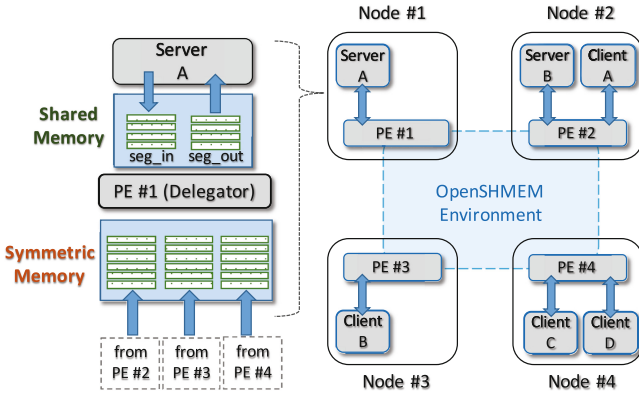 Server
A
Shared
Memory
seg_in
seg_out
PE #1 (Delegator)
Symmetric
Memory
from
PE #2
from
PE #3
from
PE #4
Node #1
Server
A
PE #1
Node #2
Server
B
Client
A
PE #2
OpenSHMEM
Environment
PE #3
Client
B
Node #3
PE #4
Client
C
Client
D
Node #4